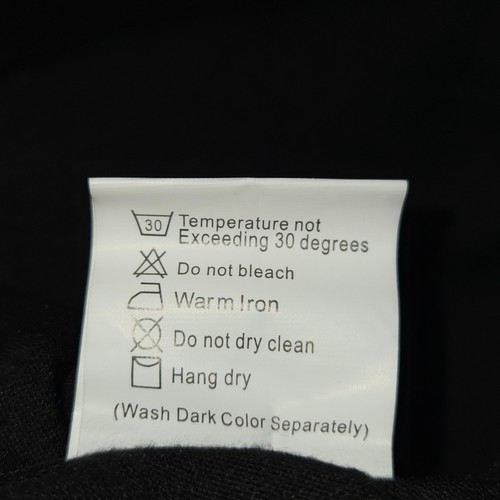 30 Temperature not
Exceeding 30 degrees
Do not bleach
Warm Iron
Do not dry clean
Hang dry
(Wash Dark Color Separately)